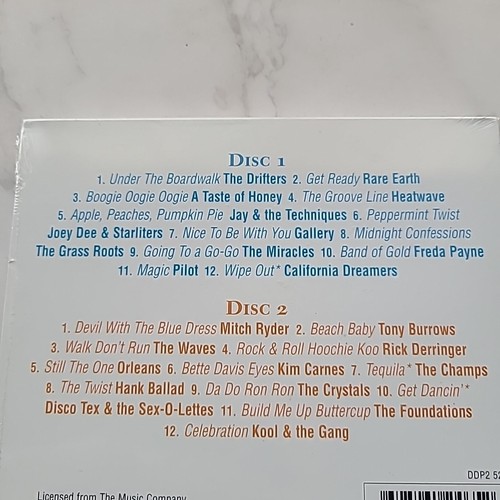 DISC 1
1. Under The Boardwalk The Drifters 2. Get Ready Rare Earth
3. Boogie Oogie Oogie A Taste of Honey 4. The Groove Line Heatwave
5. Apple, Peaches, Pumpkin Pie Jay & the Techniques 6. Peppermint Twist
Joey Dee & Starliters 7. Nice To Be With You Gallery 8. Midnight Confessions
The Grass Roots 9. Going To a Go-Go The Miracles 10. Band of Gold Freda Payne
11. Magic Pilot 12. Wipe Out* California Dreamers
DISC 2
1. Devil With The Blue Dress Mitch Ryder 2. Beach Baby Tony Burrows
3. Walk Don't Run The Waves 4. Rock & Roll Hoochie Koo Rick Derringer
5. Still The One Orleans 6. Bette Davis Eyes Kim Carnes 7. Tequila* The Champs
8. The Twist Hank Ballad 9. Da Do Ron Ron The Crystals 10. Get Dancin'*
Disco Tex & the Sex-O-Lettes 11. Build Me Up Buttercup The Foundations
12. Celebration Kool & the Gang
DDP2 52
Licensed from The Music Company